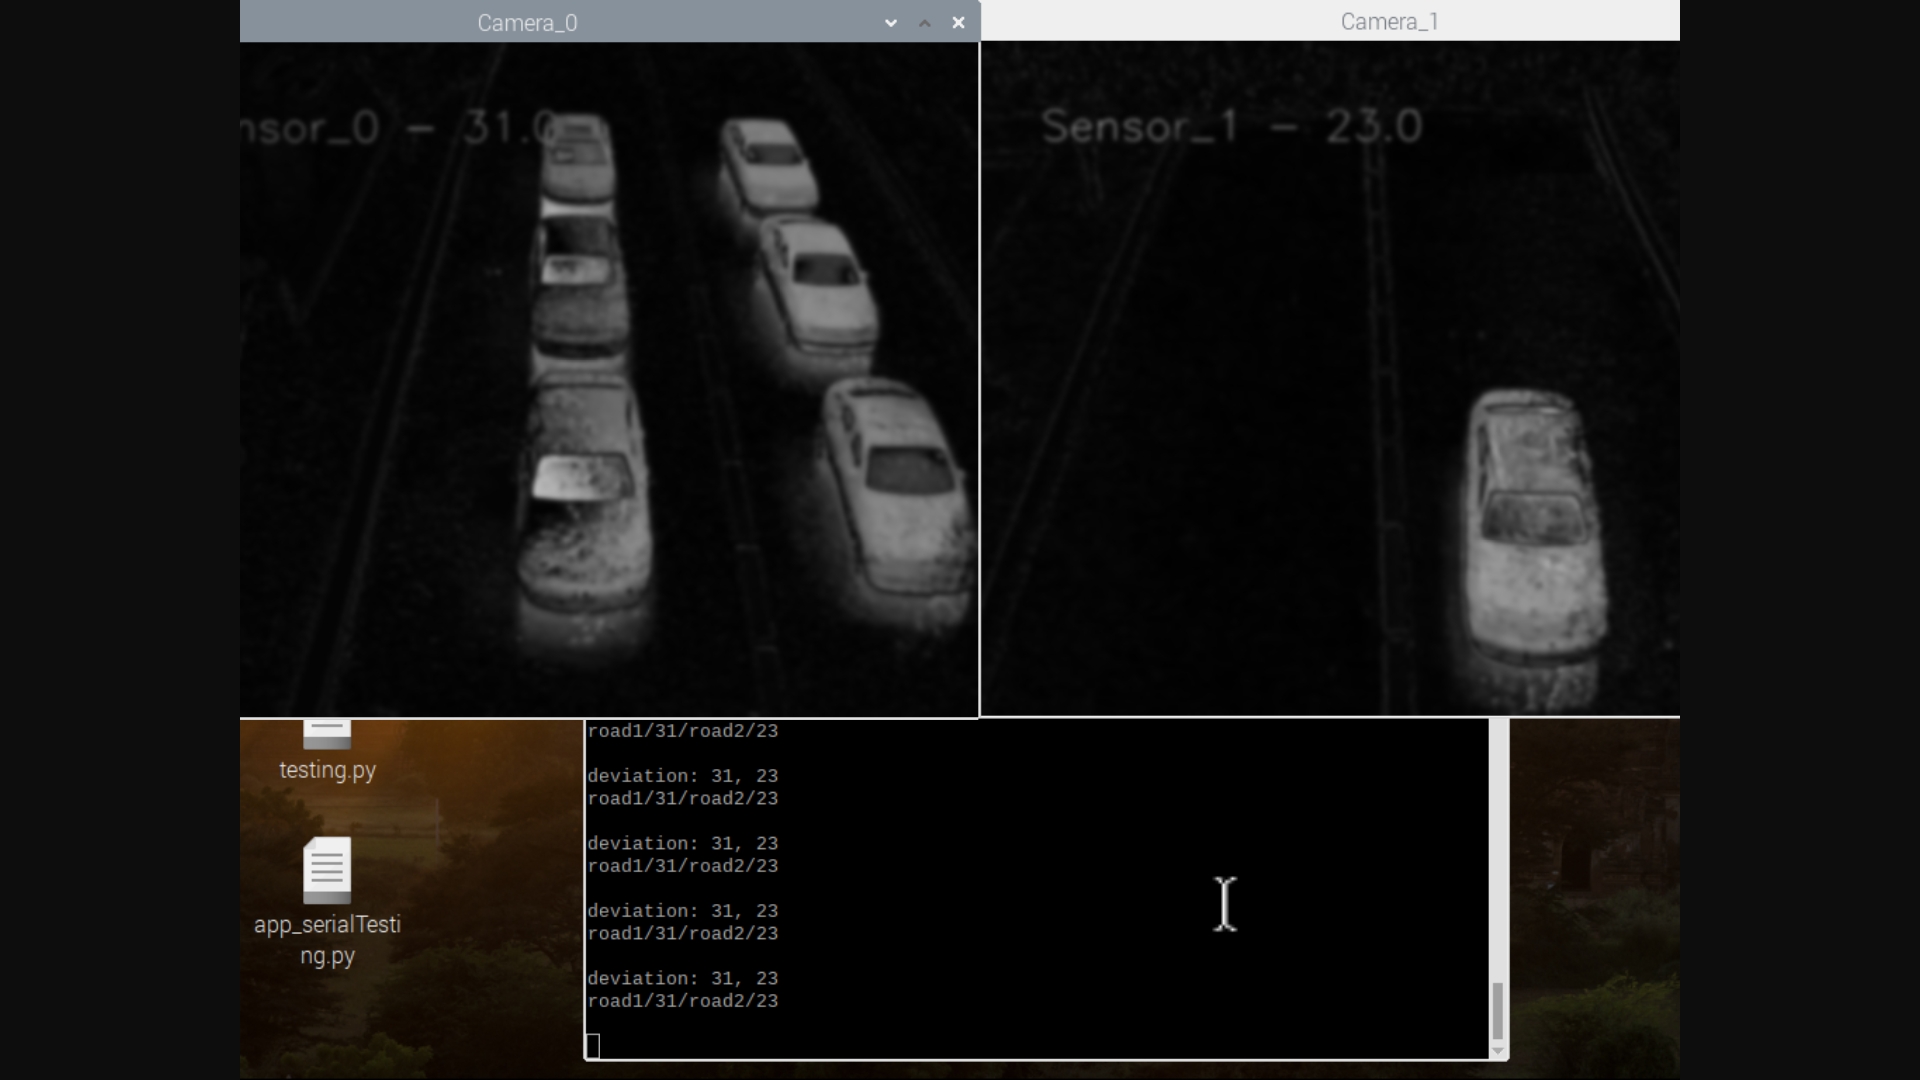 Camera_0
Camera_1
nsor_0 - 31.0
Sensor_1 - 23.0
testing.py
app_serialTesti
ng.py
road1/31/road2/23
deviation: 31, 23
road1/31/road2/23
deviation: 31, 23
road1/31/road2/23
deviation: 31, 23
road1/31/road2/23
deviation: 31, 23
road1/31/road2/23